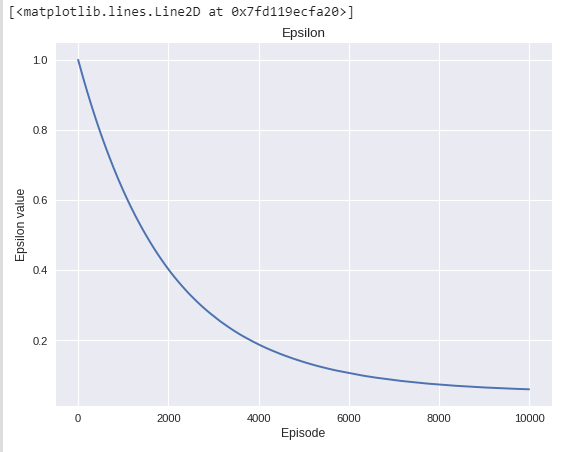 [<matplotlib.lines.Line2D at 0x7fd119ecfa20>]
Epsilon
1.0
0.8
0.6
0.4
0.2
Epsilon value
0 2000 4000 6000 8000 10000
Episode